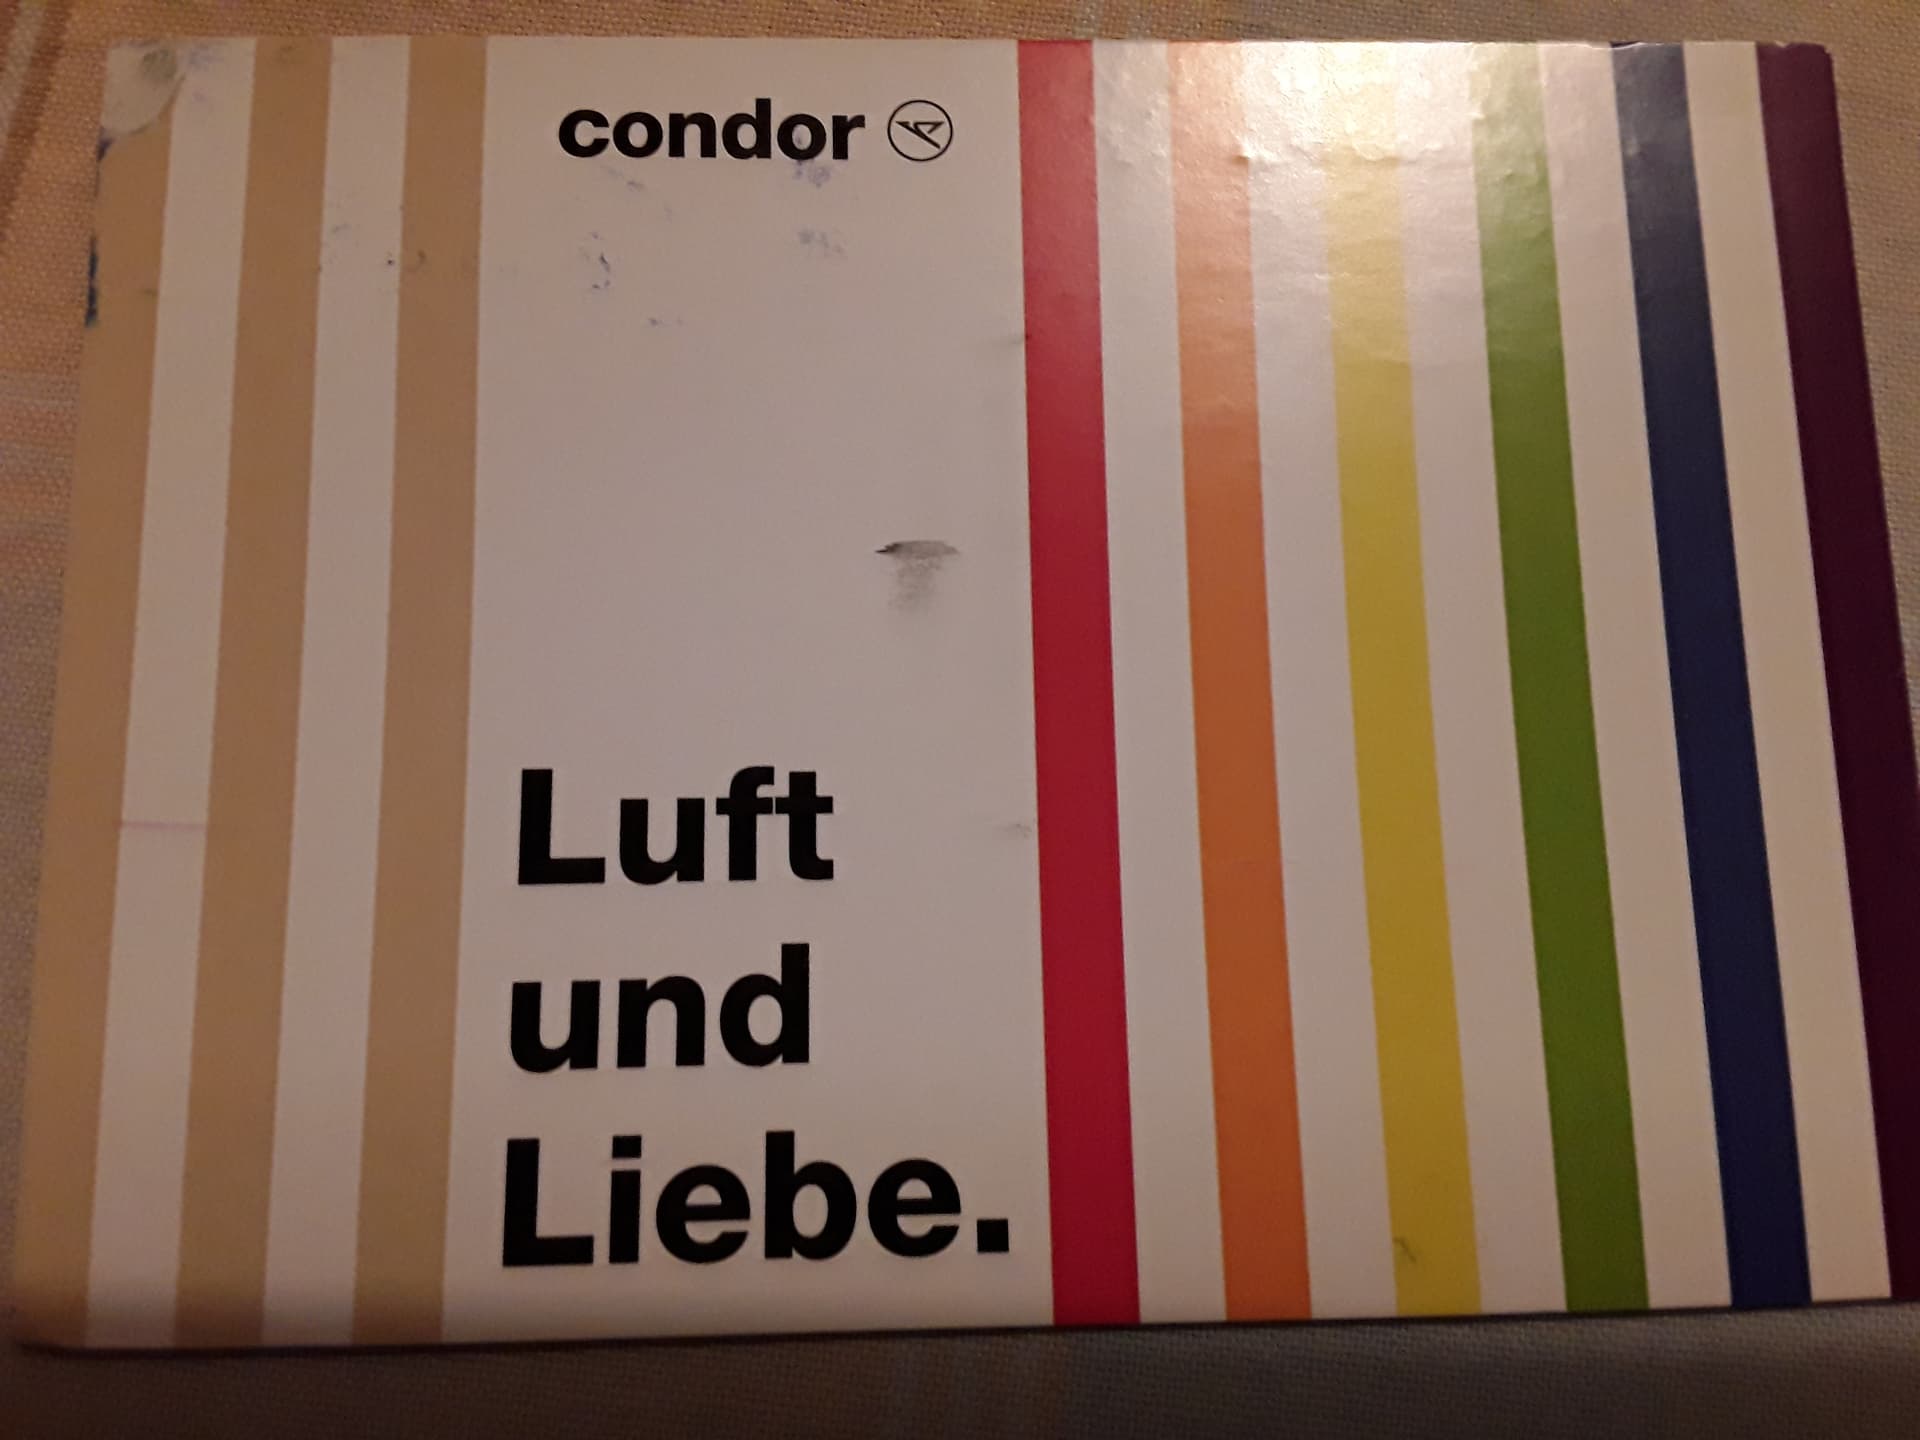 condor
Luft
und
Liebe.